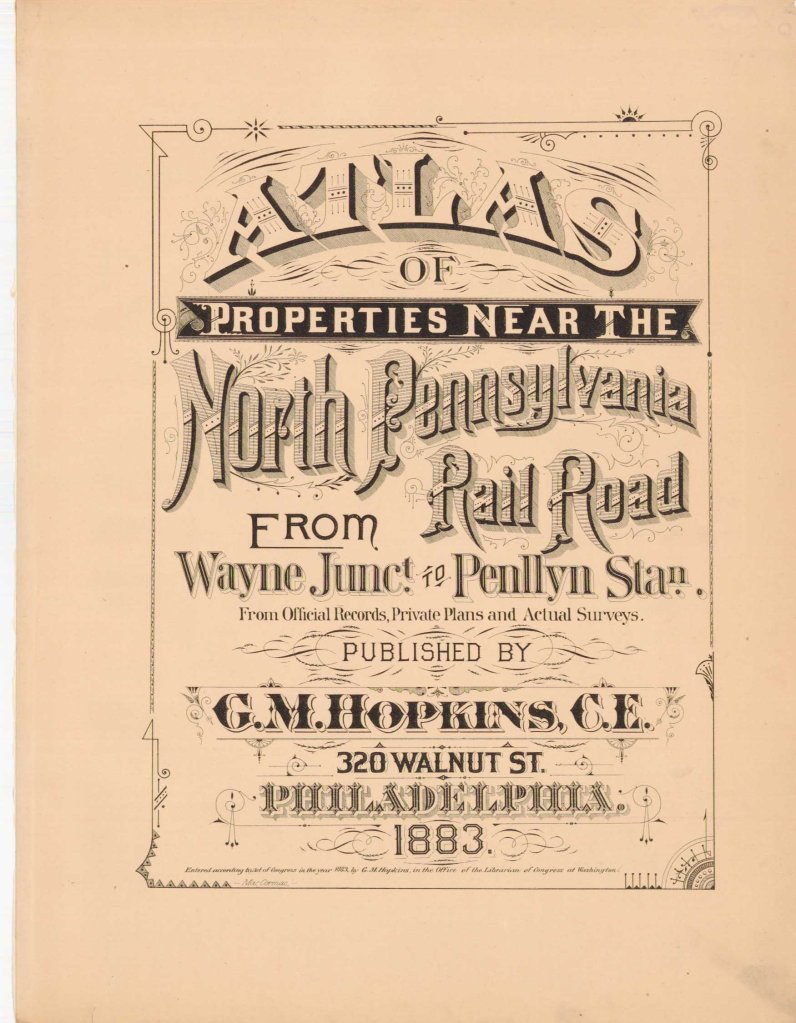 ATLAS
OF
PROPERTIES NEAR THE
North Pennsylvania
Rail Road
FROM
Wayne Junct. TO Penllyn Stan.
From Official Records, Private Plans and Actual Surveys.
PUBLISHED BY
G.M. HOPKINS, C.E.
320 WALNUT ST.
PHILADELPHIA.
1883.
Entered according to Act of Congress in the year 1883, by G. M. Hopkins, in the Office of the Librarian of Congress at Washington.